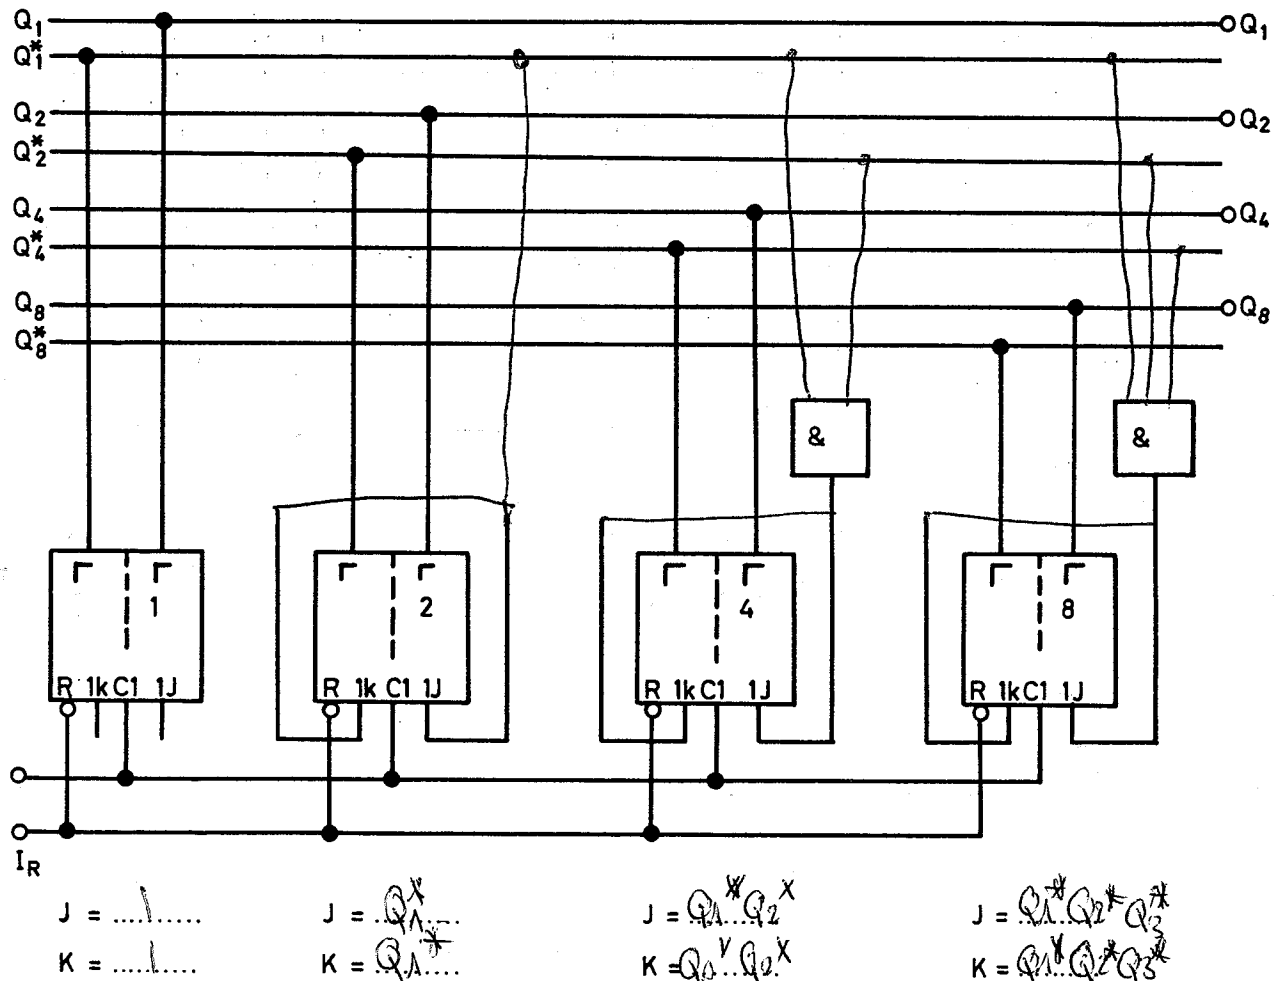 Q1 Q1
Q1*
Q2 Q2
Q2*
Q4 Q4
Q4*
Q8 Q8
Q8*
& &
1 2 4 8
R 1k C1 1J R 1k C1 1J R 1k C1 1J R 1k C1 1J
IR
J = ...1..... J = Q1* J = Q1* Q2* J = Q1* Q2* Q3*
K = ...1..... K = Q1* K = Q1* Q2* K = Q1* Q2* Q3*